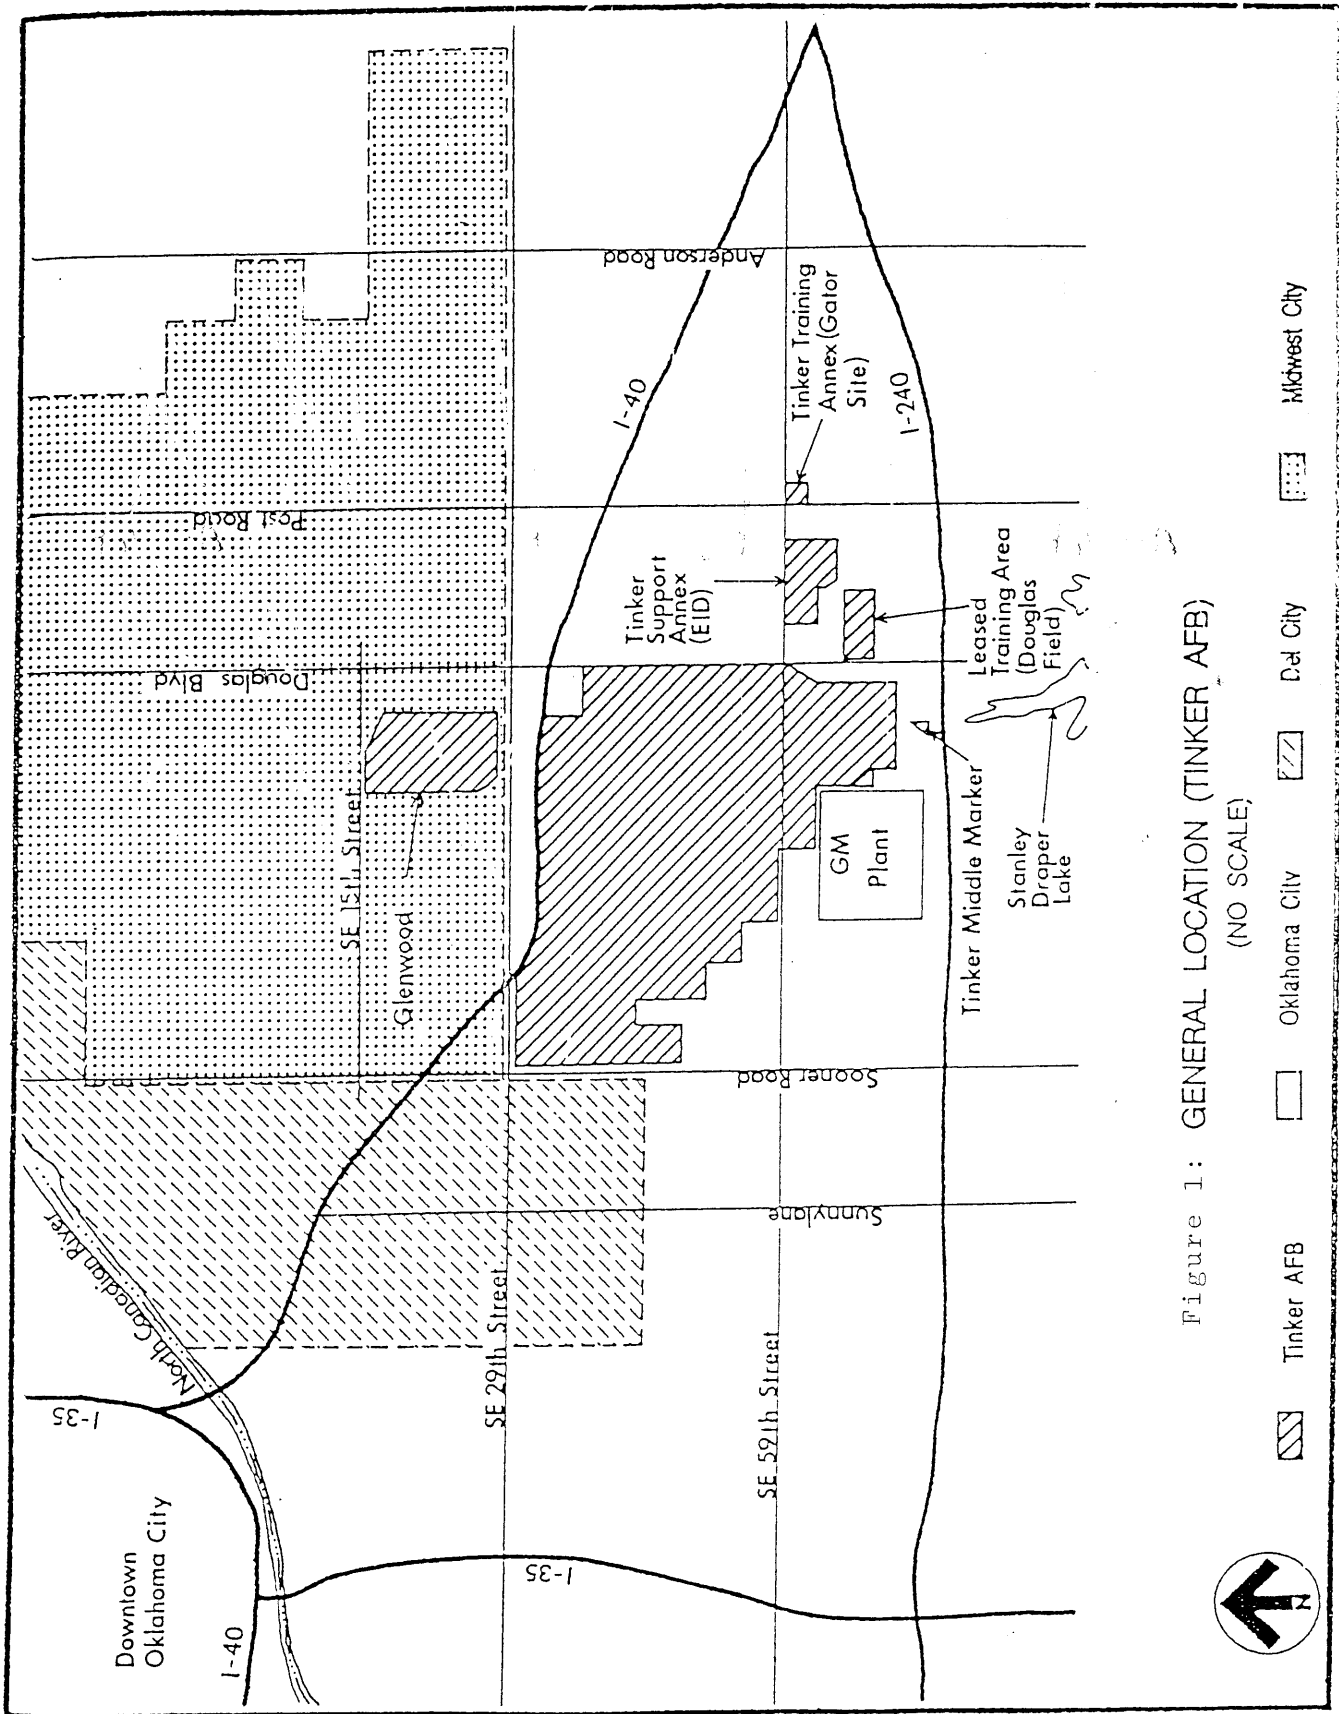 Downtown
Oklahoma City
I-40
I-35
North Canadian River
I-35
SE 15th Street
Glenwood
SE 29th Street
SE 59th Street
Sunnylane
Sooner Road
Douglas Blvd
Post Road
Anderson Road
I-40
I-240
Tinker
Support
Annex
(EID)
Tinker Training
Annex (Gator
Site)
Leased
Training Area
(Douglas
Field)
GM
Plant
Tinker Middle Marker
Stanley
Draper
Lake
Figure 1: GENERAL LOCATION (TINKER AFB)
(NO SCALE)
N
Tinker AFB
Oklahoma City
Del City
Midwest City